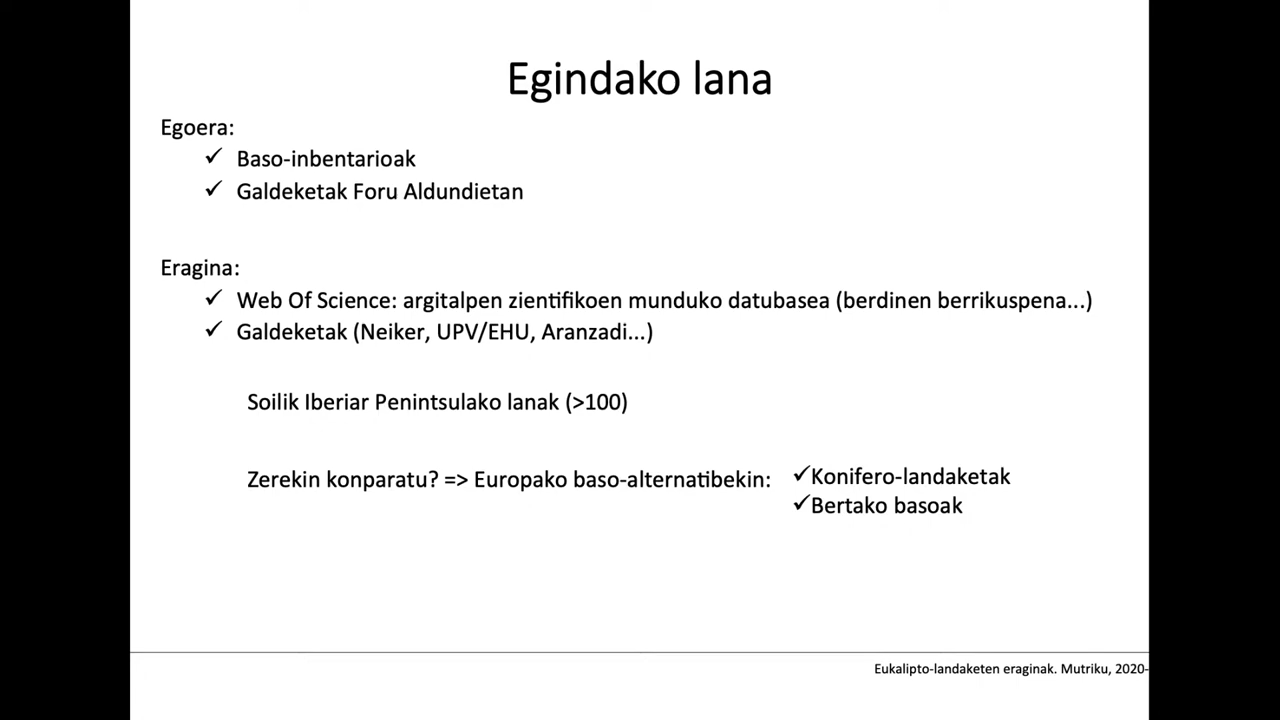 Egindako lana
Egoera:
✓ Baso-inbentarioak
✓ Galdeketak Foru Aldundietan
Eragina:
✓ Web Of Science: argitalpen zientifikoen munduko datubasea (berdinen berrikuspena...)
✓ Galdeketak (Neiker, UPV/EHU, Aranzadi...)
Soilik Iberiar Penintsulako lanak (>100)
Zerekin konparatu? => Europako baso-alternatibekin:
✓Konifero-landaketak
✓Bertako basoak
Eukalipto-landaketen eraginak. Mutriku, 2020-